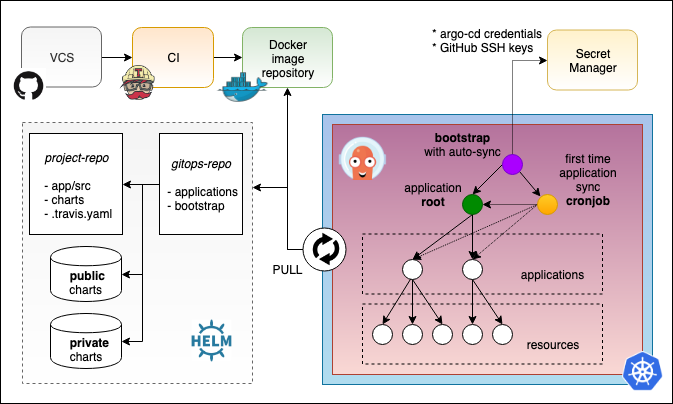 VCS
CI
Docker
image
repository
* argo-cd credentials
* GitHub SSH keys
Secret
Manager
project-repo
- app/src
- charts
- .travis.yaml
gitops-repo
- applications
- bootstrap
public
charts
private
charts
HELM
PULL
bootstrap
with auto-sync
application
root
first time
application
sync
cronjob
applications
resources